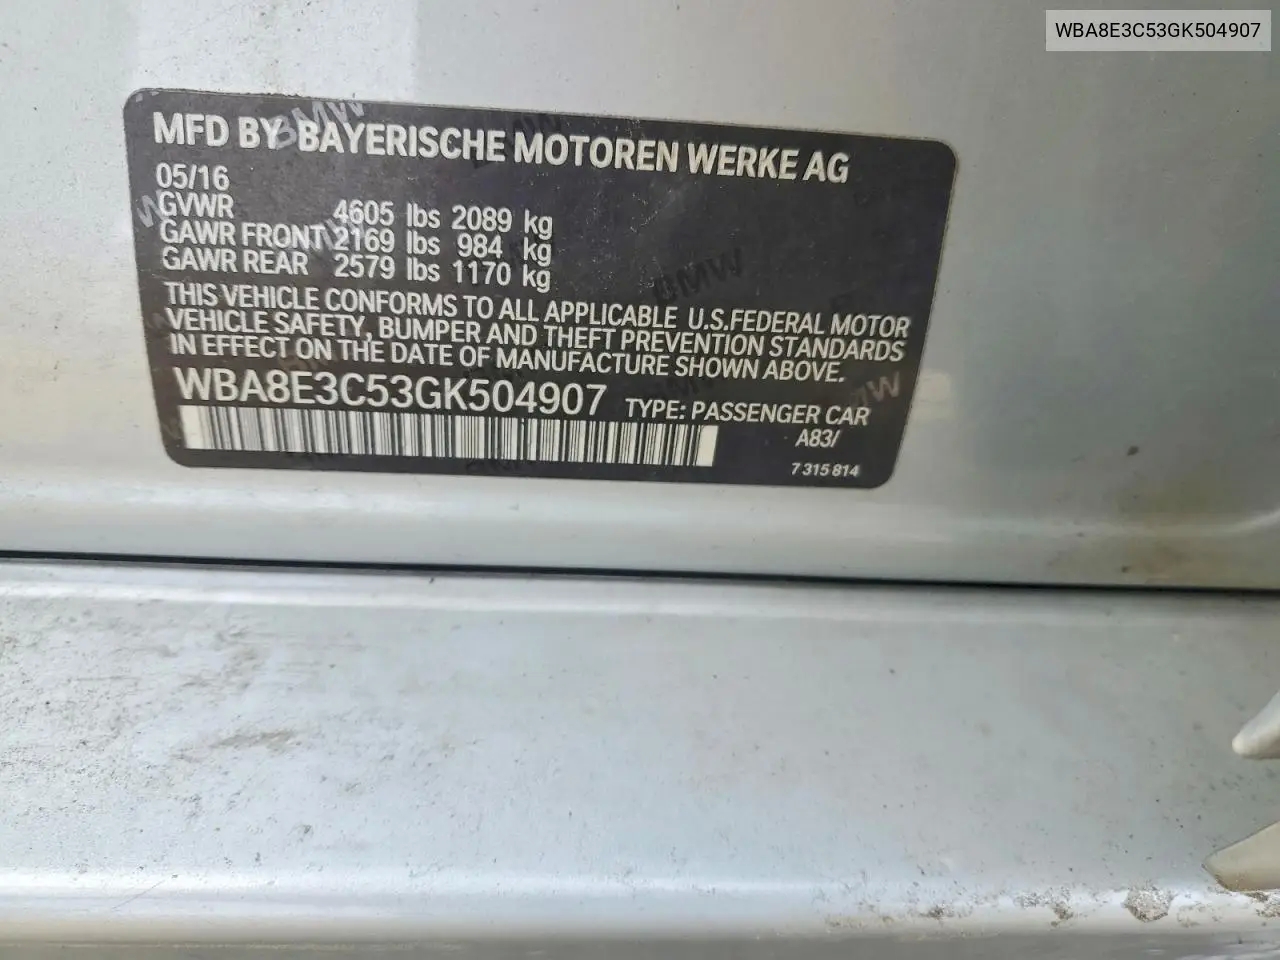 WBA8E3C53GK504907
MFD BY BAYERISCHE MOTOREN WERKE AG
05/16
GVWR 4605 lbs 2089 kg
GAWR FRONT 2169 lbs 984 kg
GAWR REAR 2579 lbs 1170 kg
THIS VEHICLE CONFORMS TO ALL APPLICABLE U.S.FEDERAL MOTOR
VEHICLE SAFETY, BUMPER AND THEFT PREVENTION STANDARDS
IN EFFECT ON THE DATE OF MANUFACTURE SHOWN ABOVE.
WBA8E3C53GK504907 TYPE: PASSENGER CAR
A83/
7 315 814